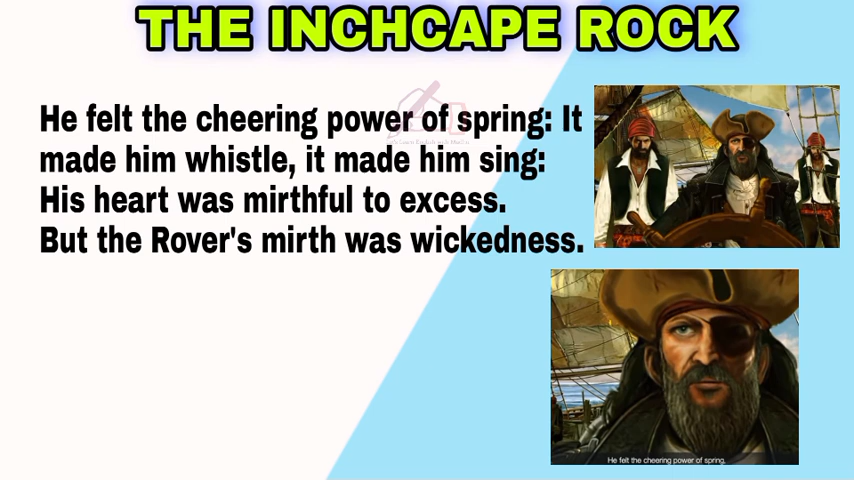 THE INCHCAPE ROCK
He felt the cheering power of spring: It
made him whistle, it made him sing:
His heart was mirthful to excess.
But the Rover's mirth was wickedness.
He felt the cheering power of spring,